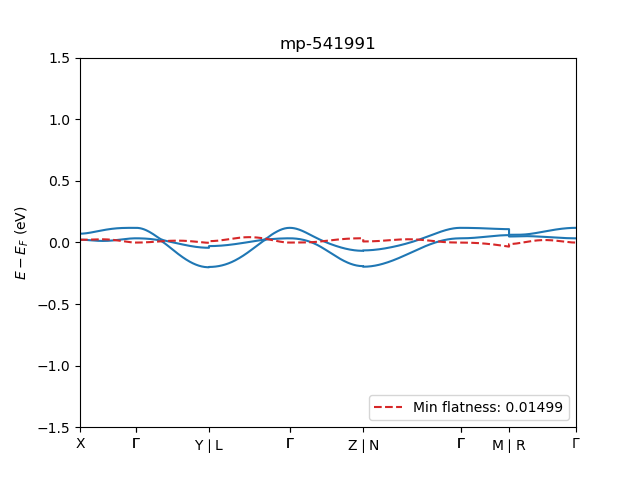 mp-541991
E − E_F (eV)
1.5
1.0
0.5
0.0
−0.5
−1.0
−1.5
Min flatness: 0.01499
X Γ Y | L Γ Z | N Γ M | R Γ